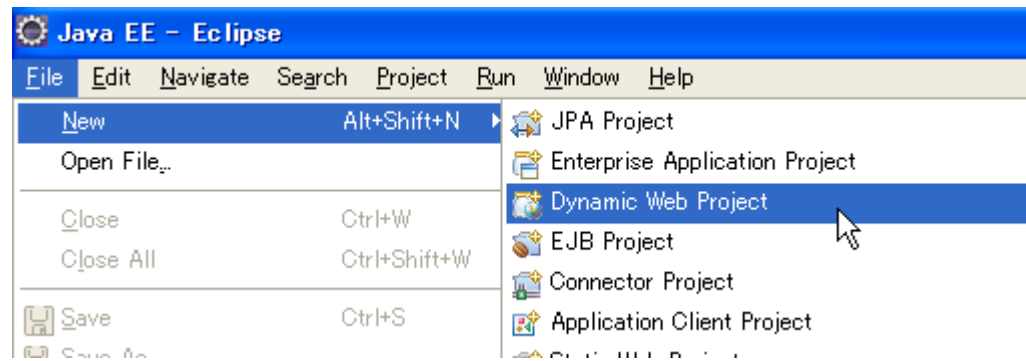 Java EE - Eclipse
File Edit Navigate Search Project Run Window Help
New Alt+Shift+N
Open File...
Close Ctrl+W
Close All Ctrl+Shift+W
Save Ctrl+S
JPA Project
Enterprise Application Project
Dynamic Web Project
EJB Project
Connector Project
Application Client Project